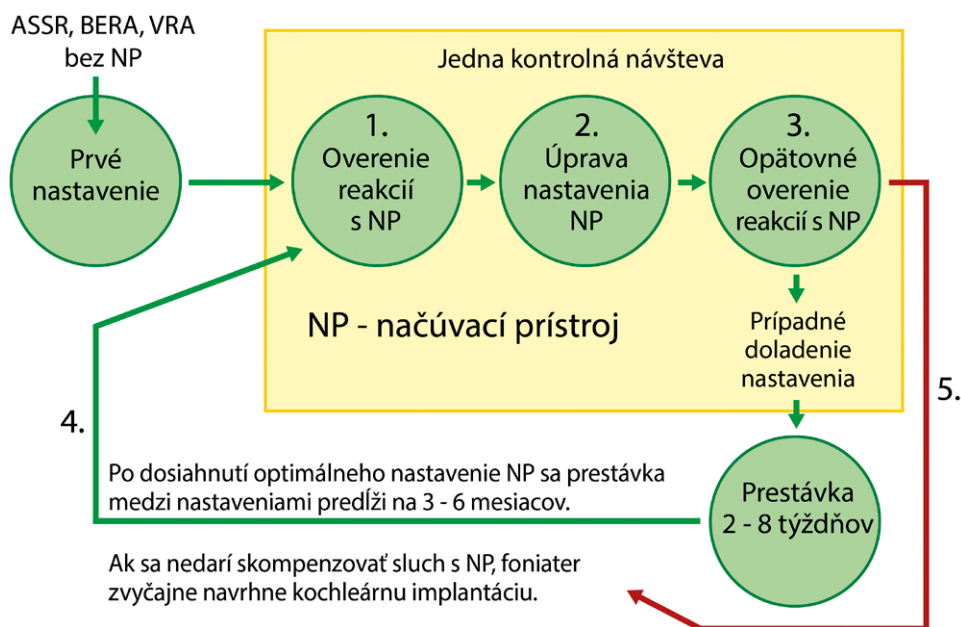 ASSR, BERA, VRA
bez NP
Prvé
nastavenie
Jedna kontrolná návšteva
1.
Overenie
reakcií
s NP
2.
Úprava
nastavenia
NP
3.
Opätovné
overenie
reakcií s NP
NP - načúvací prístroj
Prípadné
doladenie
nastavenia
4.
5.
Po dosiahnutí optimálneho nastavenie NP sa prestávka
medzi nastaveniami predĺži na 3 - 6 mesiacov.
Prestávka
2 - 8 týždňov
Ak sa nedarí skompenzovať sluch s NP, foniater
zvyčajne navrhne kochleárnu implantáciu.